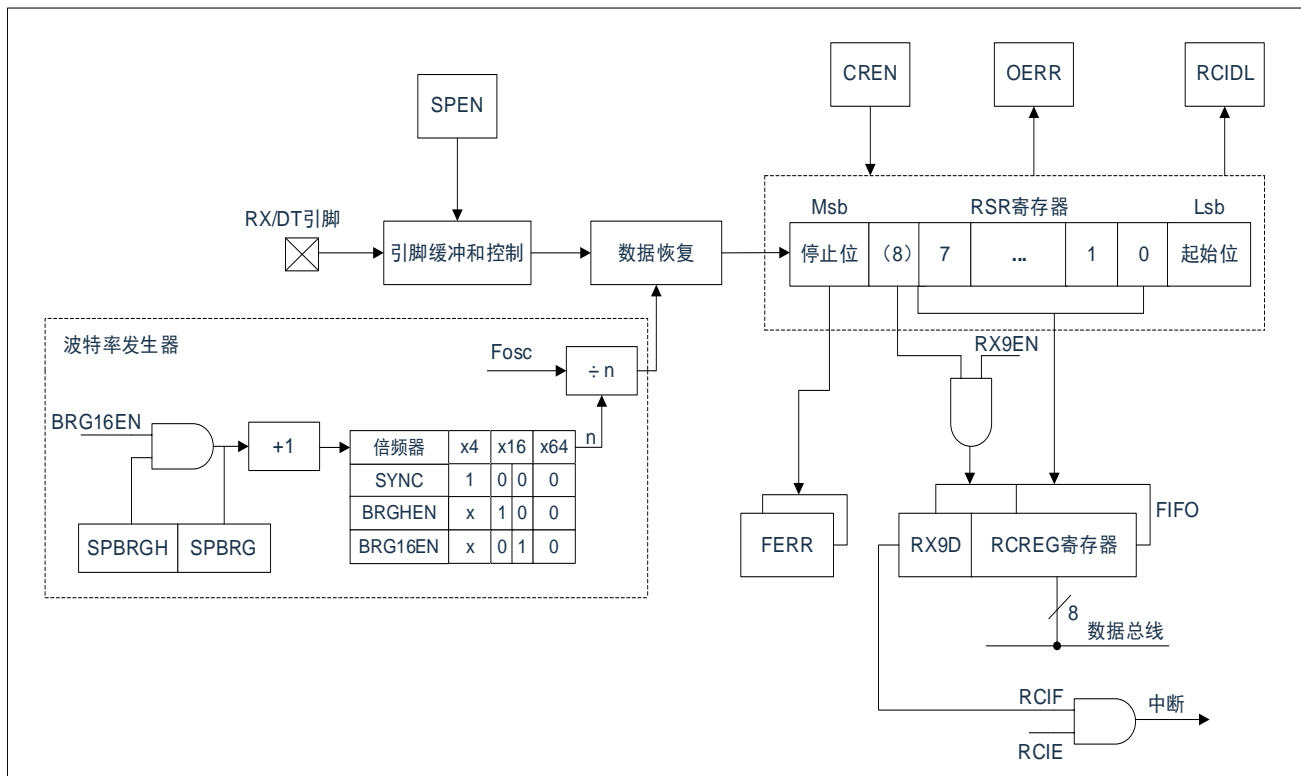 CREN
OERR
RCIDL
SPEN
Msb
RSR寄存器
Lsb
RX/DT引脚
引脚缓冲和控制
数据恢复
停止位
（8）
7
...
1
0
起始位
波特率发生器
Fosc
÷n
RX9EN
BRG16EN
+1
倍频器 x4 x16 x64
n
SYNC 1 0 0 0
BRGHEN x 1 0 0
BRG16EN x 0 1 0
SPBRGH
SPBRG
FERR
RX9D
RCREG寄存器
FIFO
8
数据总线
RCIF
RCIE
中断